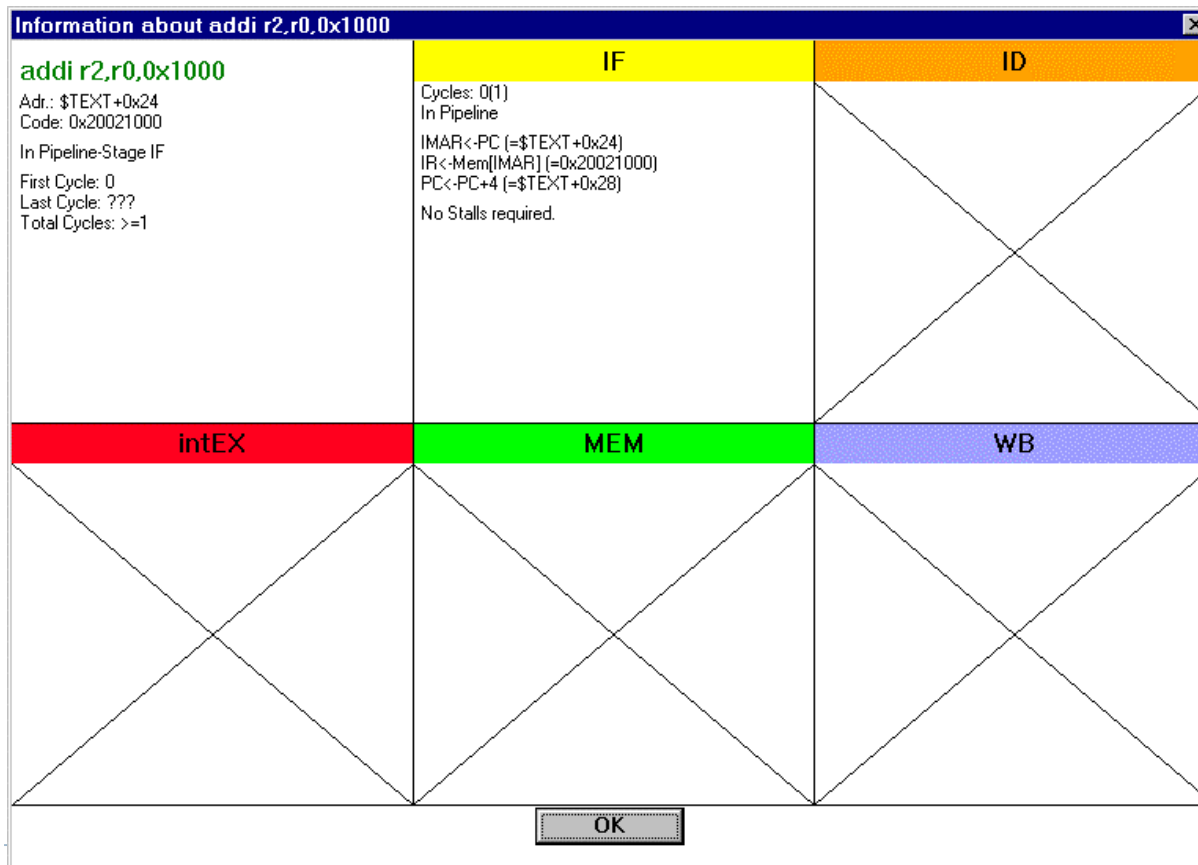 Information about addi r2,r0,0x1000
addi r2,r0,0x1000
Adr.: $TEXT+0x24
Code: 0x20021000
In Pipeline-Stage IF
First Cycle: 0
Last Cycle: ???
Total Cycles: >=1
IF
Cycles: 0(1)
In Pipeline
IMAR<-PC (=$TEXT+0x24)
IR<-Mem[IMAR] (=0x20021000)
PC<-PC+4 (=$TEXT+0x28)
No Stalls required.
ID
intEX
MEM
WB
OK